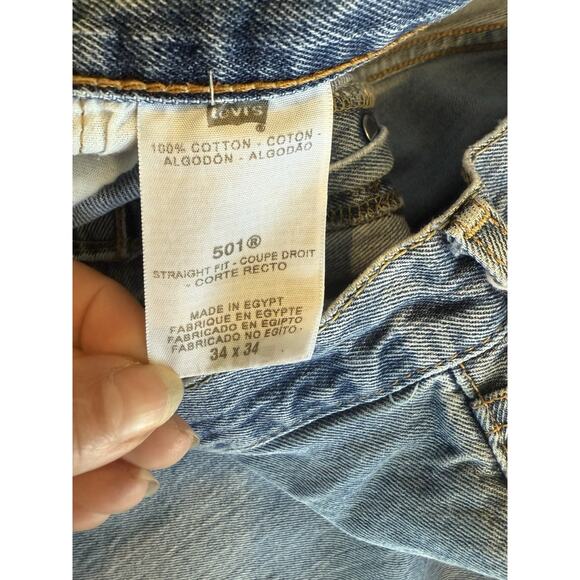 Levi's
®
100% COTTON - COTON -
ALGODÓN - ALGODÃO
501®
STRAIGHT FIT - COUPE DROIT
- CORTE RECTO
MADE IN EGYPT
FABRIQUE EN EGYPTE
FABRICADO EN EGIPTO
FABRICADO NO EGITO.
34 x 34